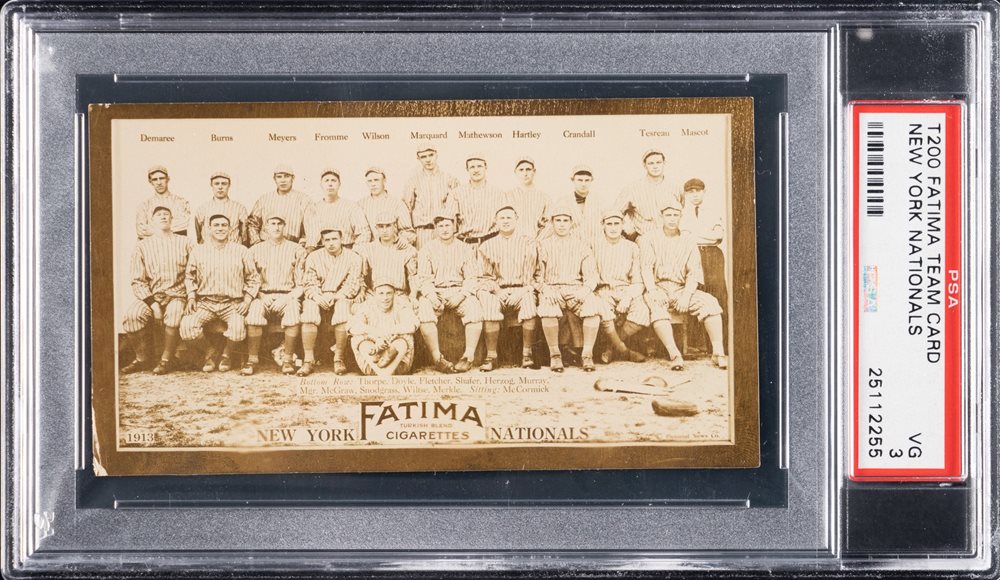 Demaree Burns Meyers Fromme Wilson Marquard Mathewson Hartley Crandall Tesreau Mascot
Bottom Row: Thorpe, Doyle, Fletcher, Shafer, Herzog, Murray,
Mgr. McGraw, Snodgrass, Wiltse, Merkle. Sitting: McCormick
1913
NEW YORK
FATIMA
TURKISH BLEND
CIGARETTES
NATIONALS
News Co.
PSA
T200 FATIMA TEAM CARD
NEW YORK NATIONALS
VG
3
25112255